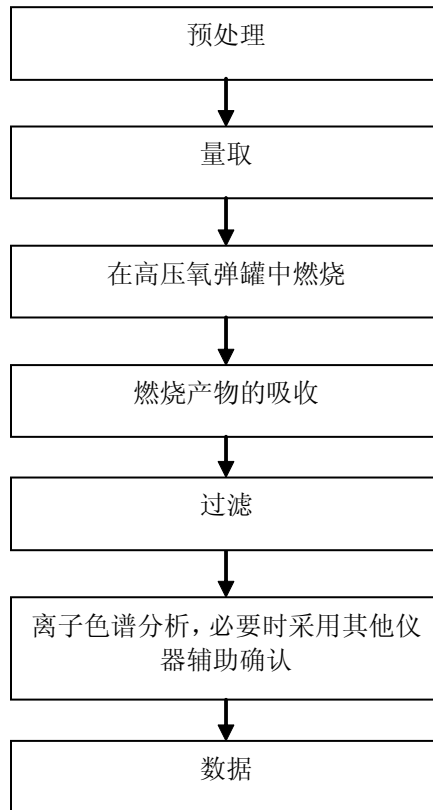 预处理
量取
在高压氧弹罐中燃烧
燃烧产物的吸收
过滤
离子色谱分析，必要时采用其他仪
器辅助确认
数据